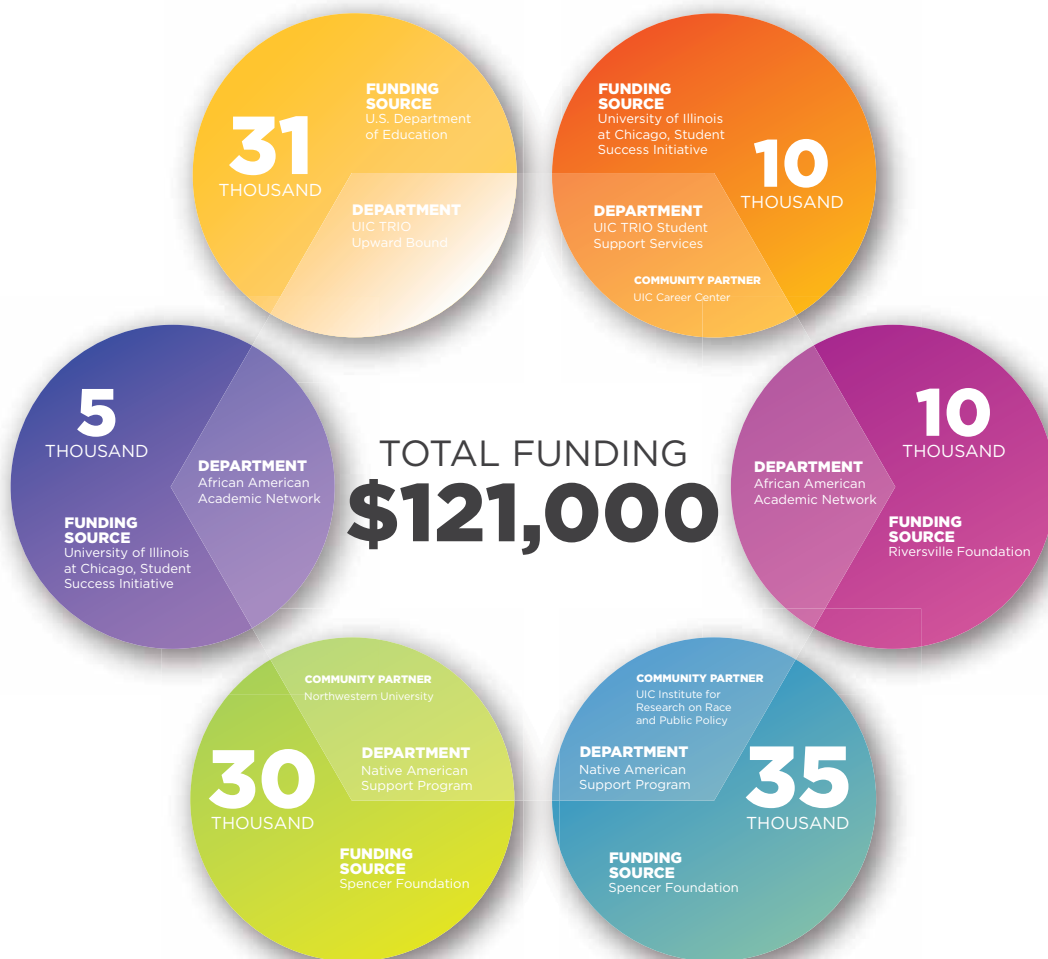 31
THOUSAND
FUNDING
SOURCE
U.S. Department
of Education
DEPARTMENT
UIC TRIO
Upward Bound
FUNDING
SOURCE
University of Illinois
at Chicago, Student
Success Initiative
10
THOUSAND
DEPARTMENT
UIC TRIO Student
Support Services
COMMUNITY PARTNER
UIC Career Center
5
THOUSAND
DEPARTMENT
African American
Academic Network
FUNDING
SOURCE
University of Illinois
at Chicago, Student
Success Initiative
TOTAL FUNDING
$121,000
10
THOUSAND
DEPARTMENT
African American
Academic Network
FUNDING
SOURCE
Riversville Foundation
COMMUNITY PARTNER
Northwestern University
DEPARTMENT
Native American
Support Program
30
THOUSAND
FUNDING
SOURCE
Spencer Foundation
COMMUNITY PARTNER
UIC Institute for
Research on Race
and Public Policy
DEPARTMENT
Native American
Support Program
35
THOUSAND
FUNDING
SOURCE
Spencer Foundation